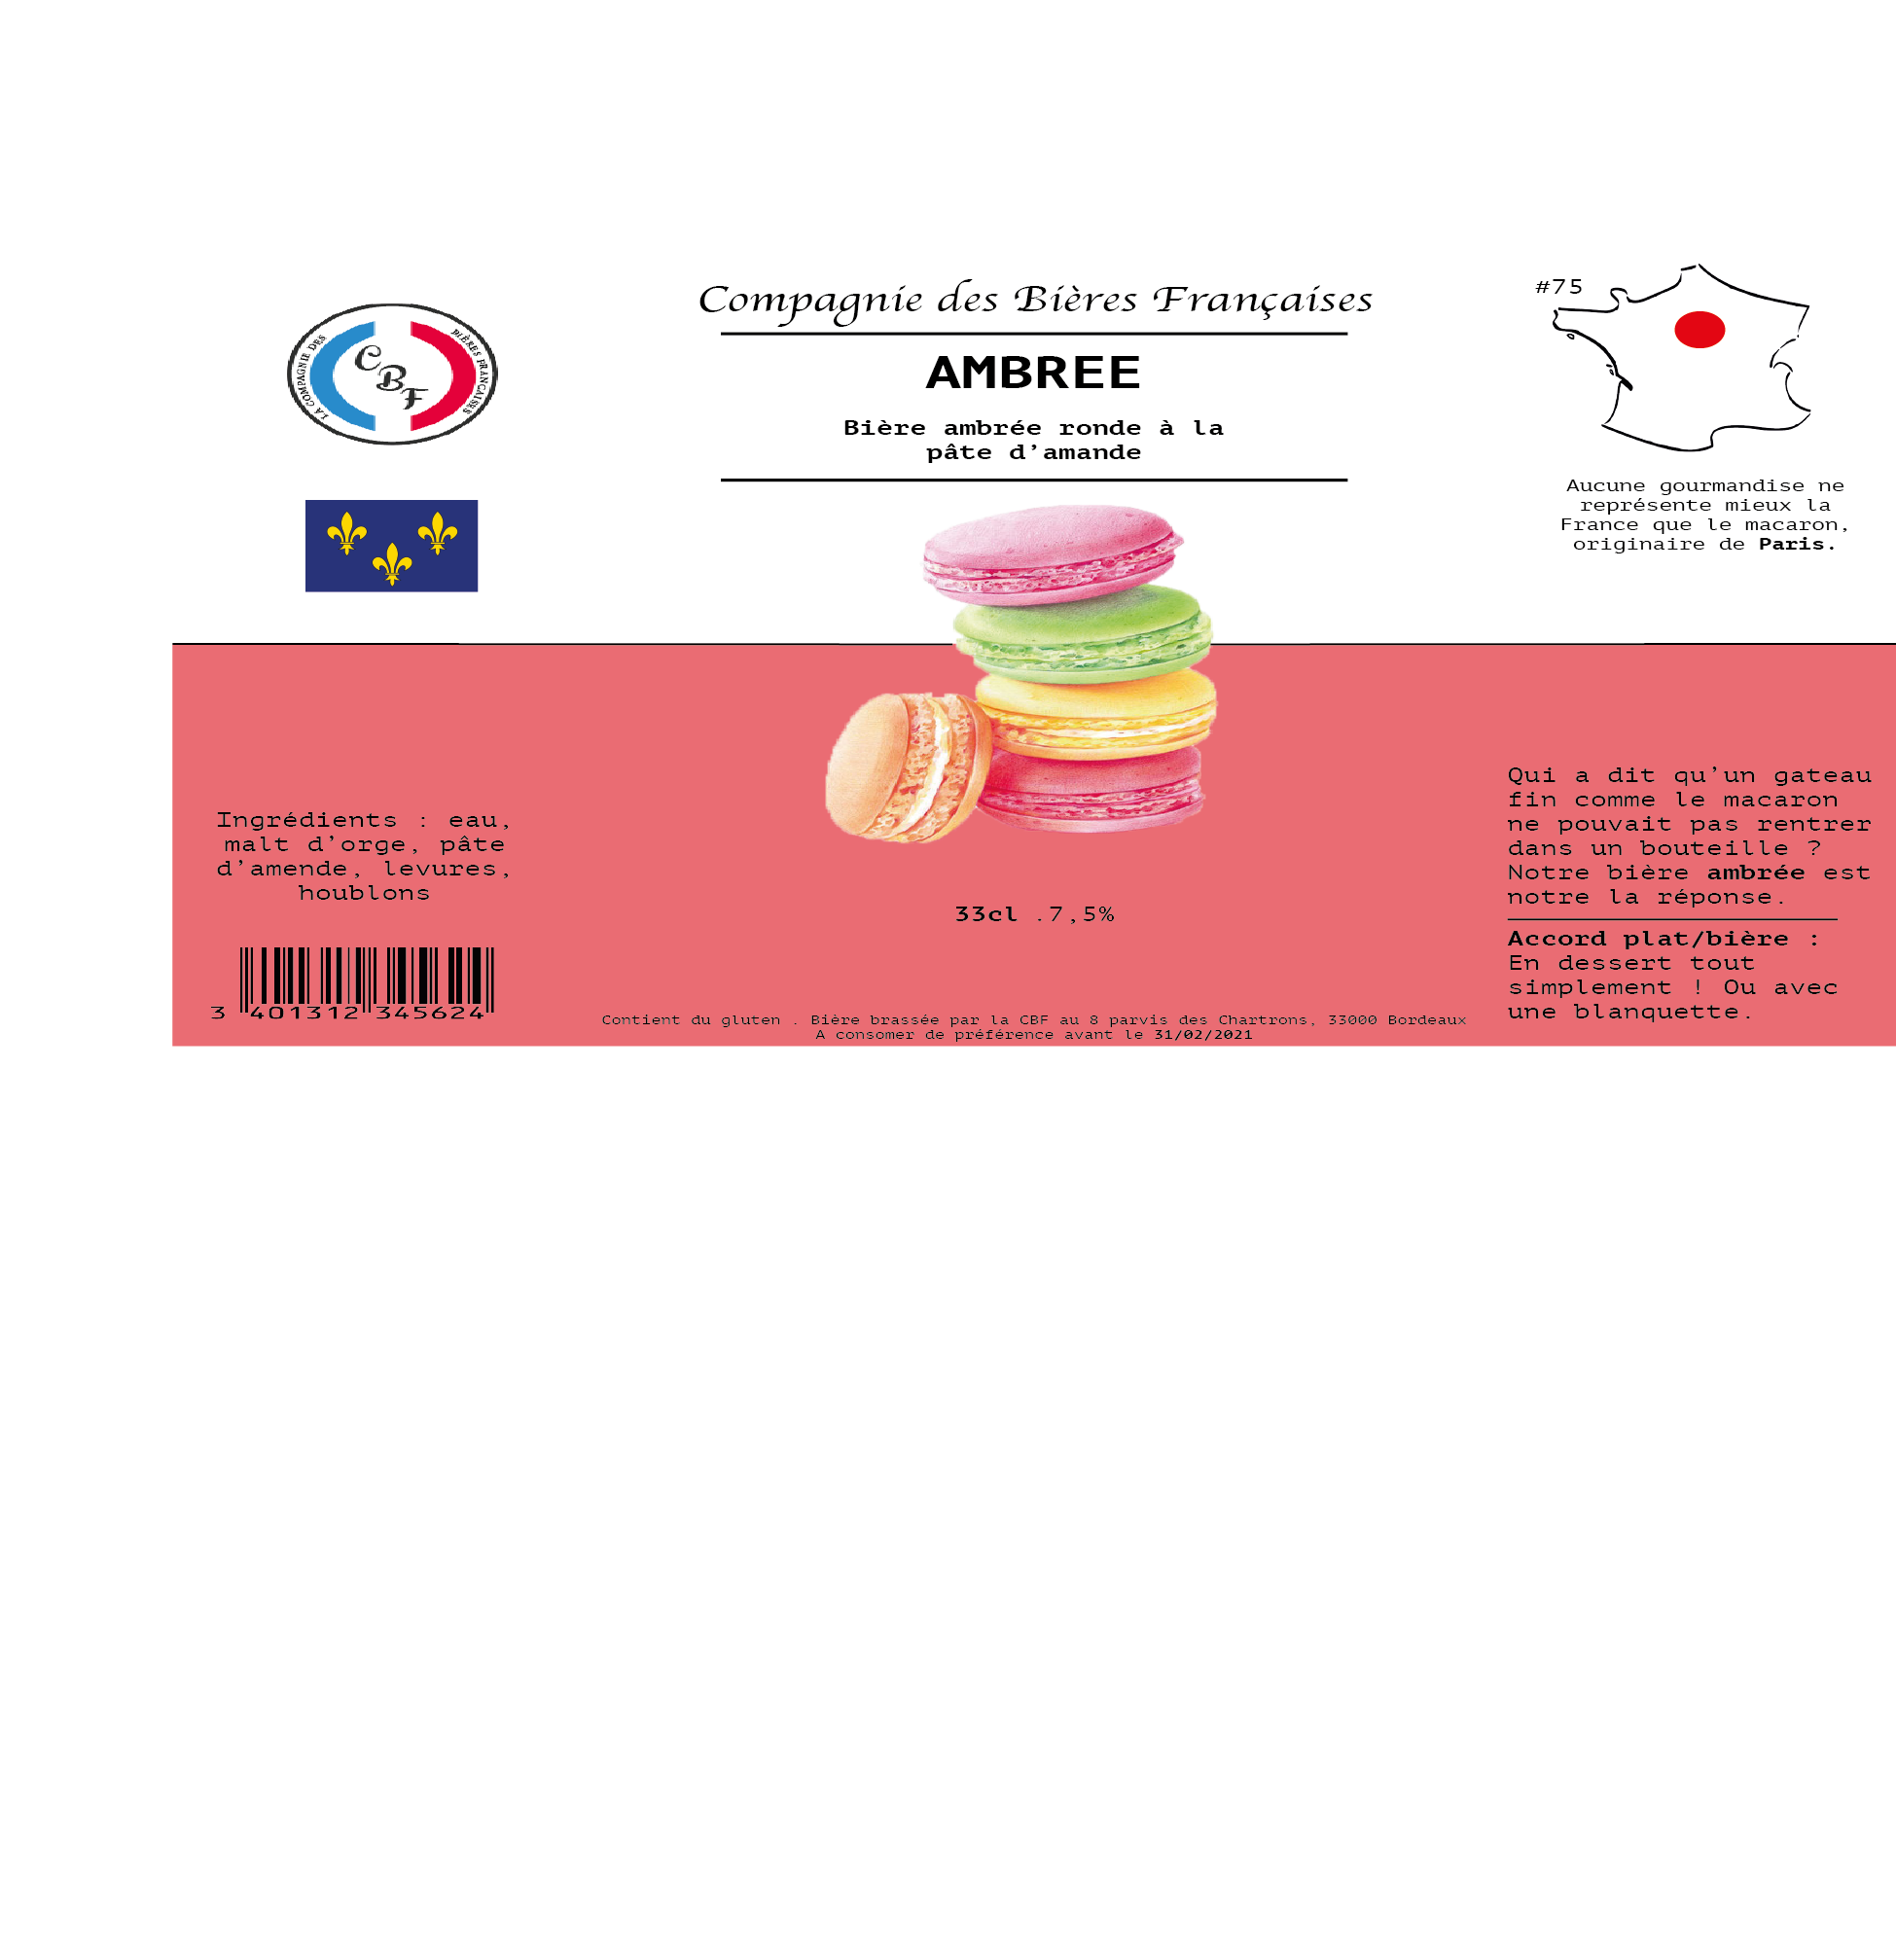 LA COMPAGNIE DES
BIÈRES FRANÇAISES
C
B
F
Compagnie des Bières Françaises
AMBREE
Bière ambrée ronde à la
pâte d’amande
#75
Aucune gourmandise ne
représente mieux la
France que le macaron,
originaire de Paris.
Ingrédients : eau,
malt d’orge, pâte
d’amende, levures,
houblons
3 401312 345624
33cl .7,5%
Contient du gluten . Bière brassée par la CBF au 8 parvis des Chartrons, 33000 Bordeaux
A consomer de préférence avant le 31/02/2021
Qui a dit qu’un gateau
fin comme le macaron
ne pouvait pas rentrer
dans un bouteille ?
Notre bière ambrée est
notre la réponse.
Accord plat/bière :
En dessert tout
simplement ! Ou avec
une blanquette.